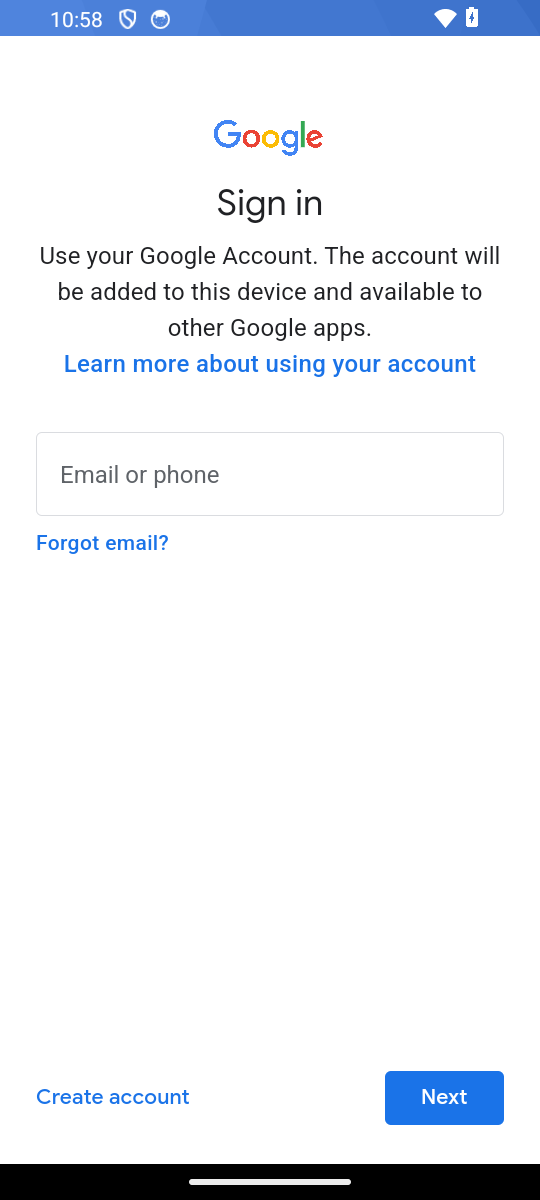 10:58
Google
Sign in
Use your Google Account. The account will
be added to this device and available to
other Google apps.
Learn more about using your account
Email or phone
Forgot email?
Create account
Next